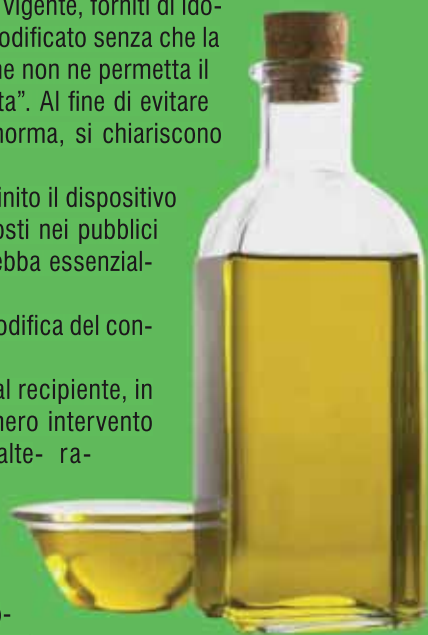 vigente, forniti di ido-
odificato senza che la
ne non ne permetta il
ta”. Al fine di evitare
norma, si chiariscono
inito il dispositivo
osti nei pubblici
ebba essenzial-
odifica del con-
al recipiente, in
nero intervento
alte- ra-